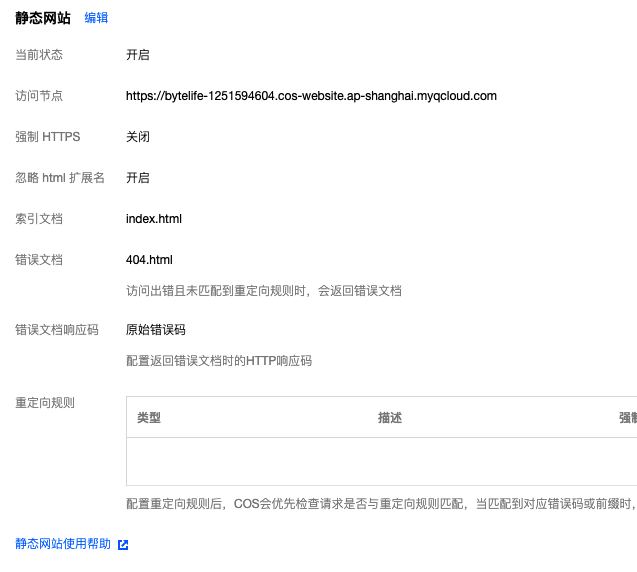 静态网站 编辑
当前状态 开启
访问节点 https://bytelife-1251594604.cos-website.ap-shanghai.myqcloud.com
强制 HTTPS 关闭
忽略 html 扩展名 开启
索引文档 index.html
错误文档 404.html
访问出错且未匹配到重定向规则时，会返回错误文档
错误文档响应码 原始错误码
配置返回错误文档时的HTTP响应码
重定向规则
类型 描述 强制
配置重定向规则后，COS会优先检查请求是否与重定向规则匹配，当匹配到对应错误码或前缀时，
静态网站使用帮助